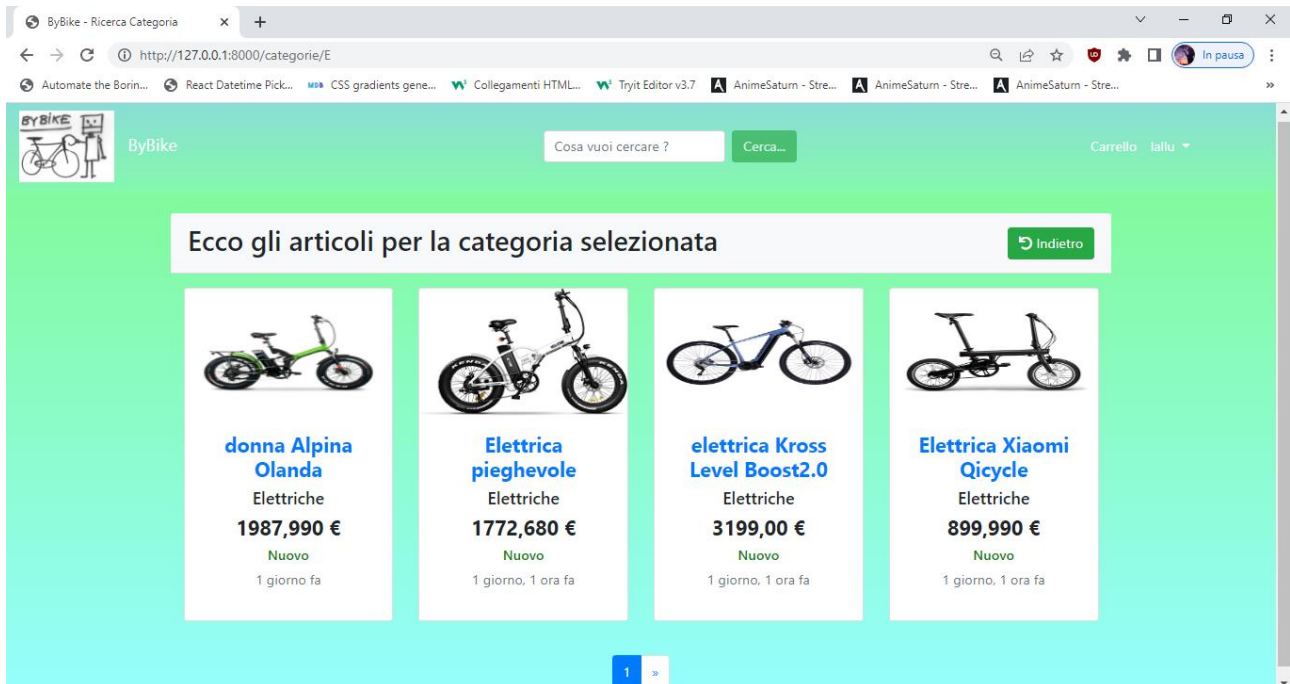 ByBike - Ricerca Categoria
http://127.0.0.1:8000/categorie/E
In pausa
Automate the Borin...
React Datetime Pick...
CSS gradients gene...
Collegamenti HTML...
Tryit Editor v3.7
AnimeSaturn - Stre...
AnimeSaturn - Stre...
AnimeSaturn - Stre...
BYBIKE
ByBike
Cosa vuoi cercare ?
Cerca...
Carrello
lallu
Ecco gli articoli per la categoria selezionata
Indietro
donna Alpina
Olanda
Elettriche
1987,990 €
Nuovo
1 giorno fa
Elettrica
pieghevole
Elettriche
1772,680 €
Nuovo
1 giorno, 1 ora fa
elettrica Kross
Level Boost2.0
Elettriche
3199,00 €
Nuovo
1 giorno, 1 ora fa
Elettrica Xiaomi
Qicycle
Elettriche
899,990 €
Nuovo
1 giorno, 1 ora fa
1 »